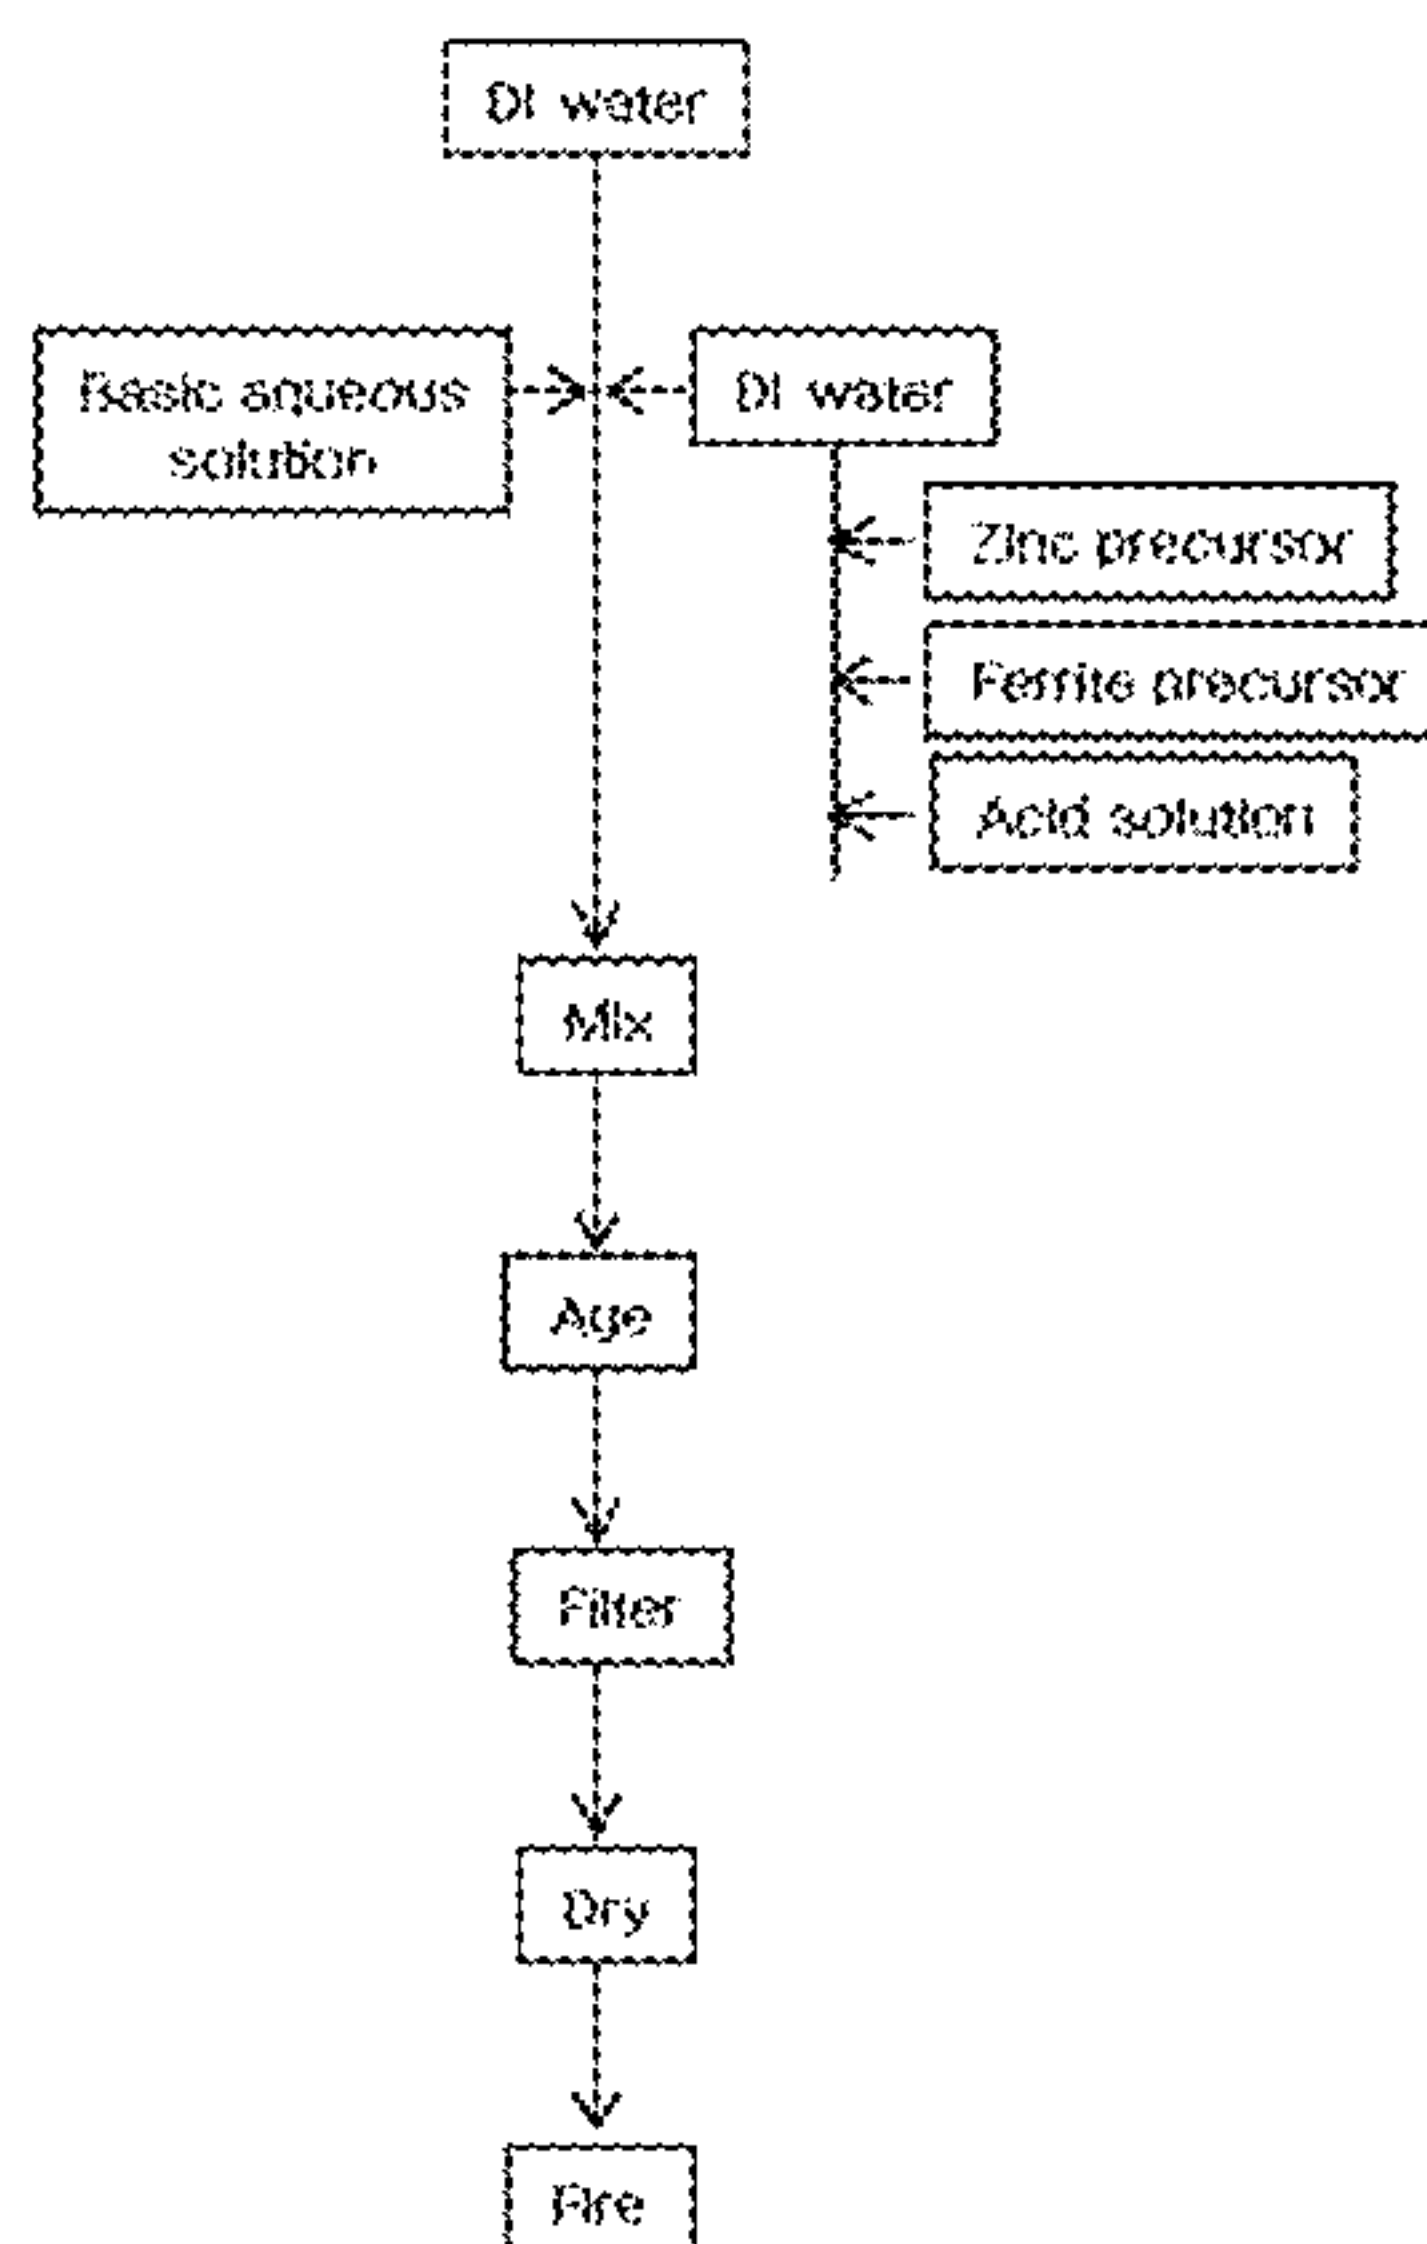 DI water
Basic aqueous
solution
DI water
Zinc precursor
Ferrite precursor
Acid solution
Mix
Age
Filter
Dry
Fire